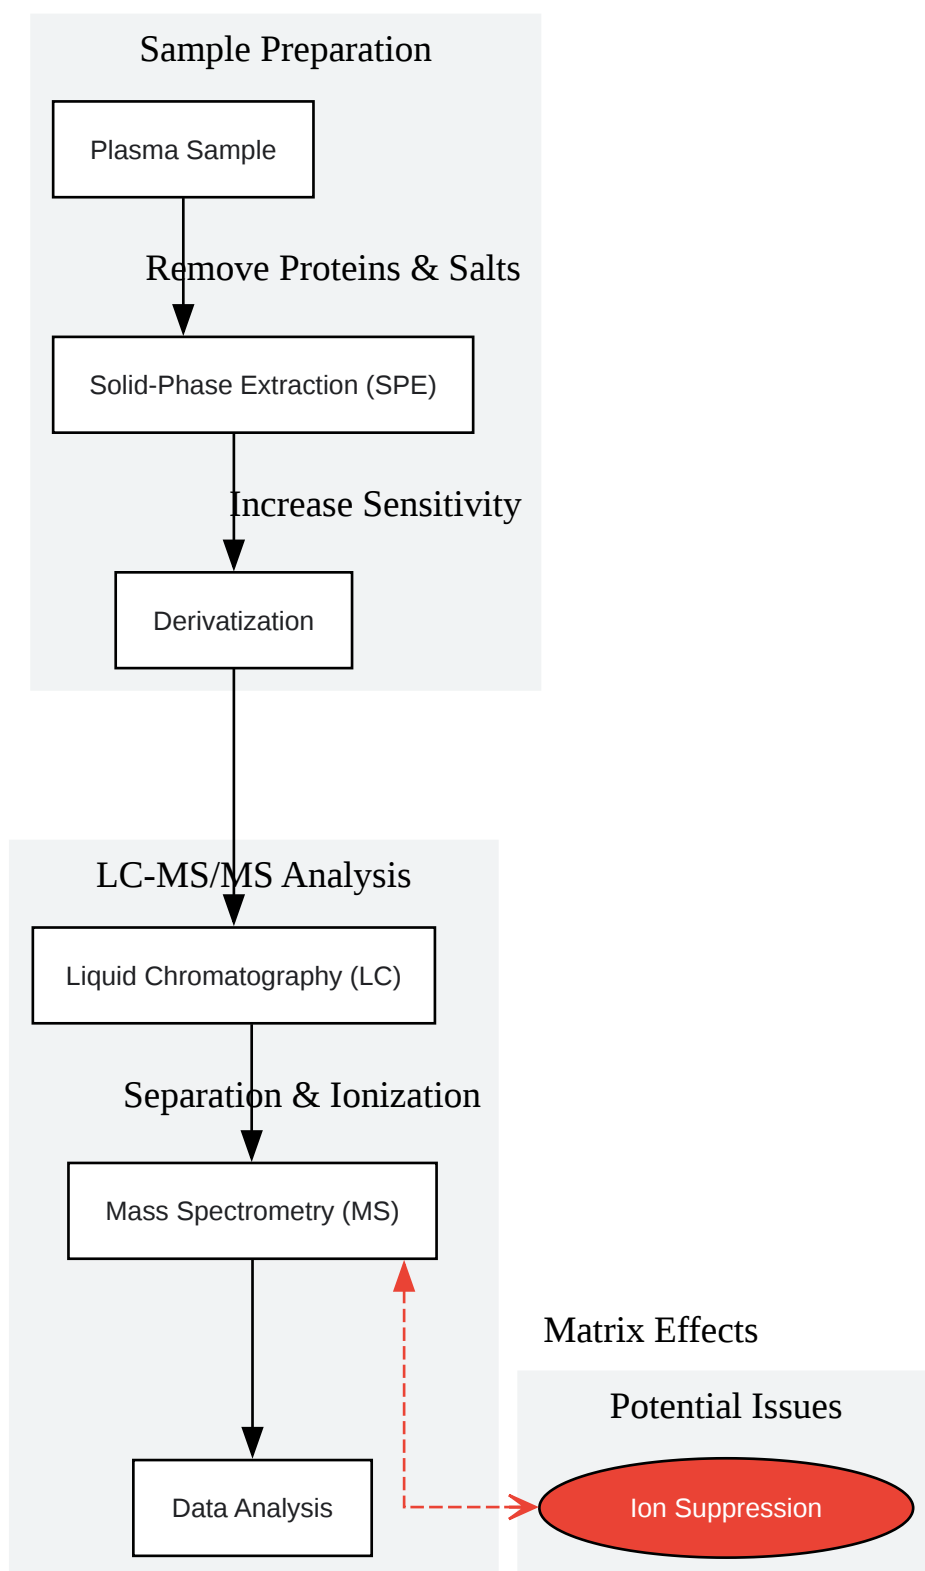 Sample Preparation
Plasma Sample
Remove Proteins & Salts
Solid-Phase Extraction (SPE)
Increase Sensitivity
Derivatization
LC-MS/MS Analysis
Liquid Chromatography (LC)
Separation & Ionization
Mass Spectrometry (MS)
Matrix Effects
Potential Issues
Data Analysis
Ion Suppression